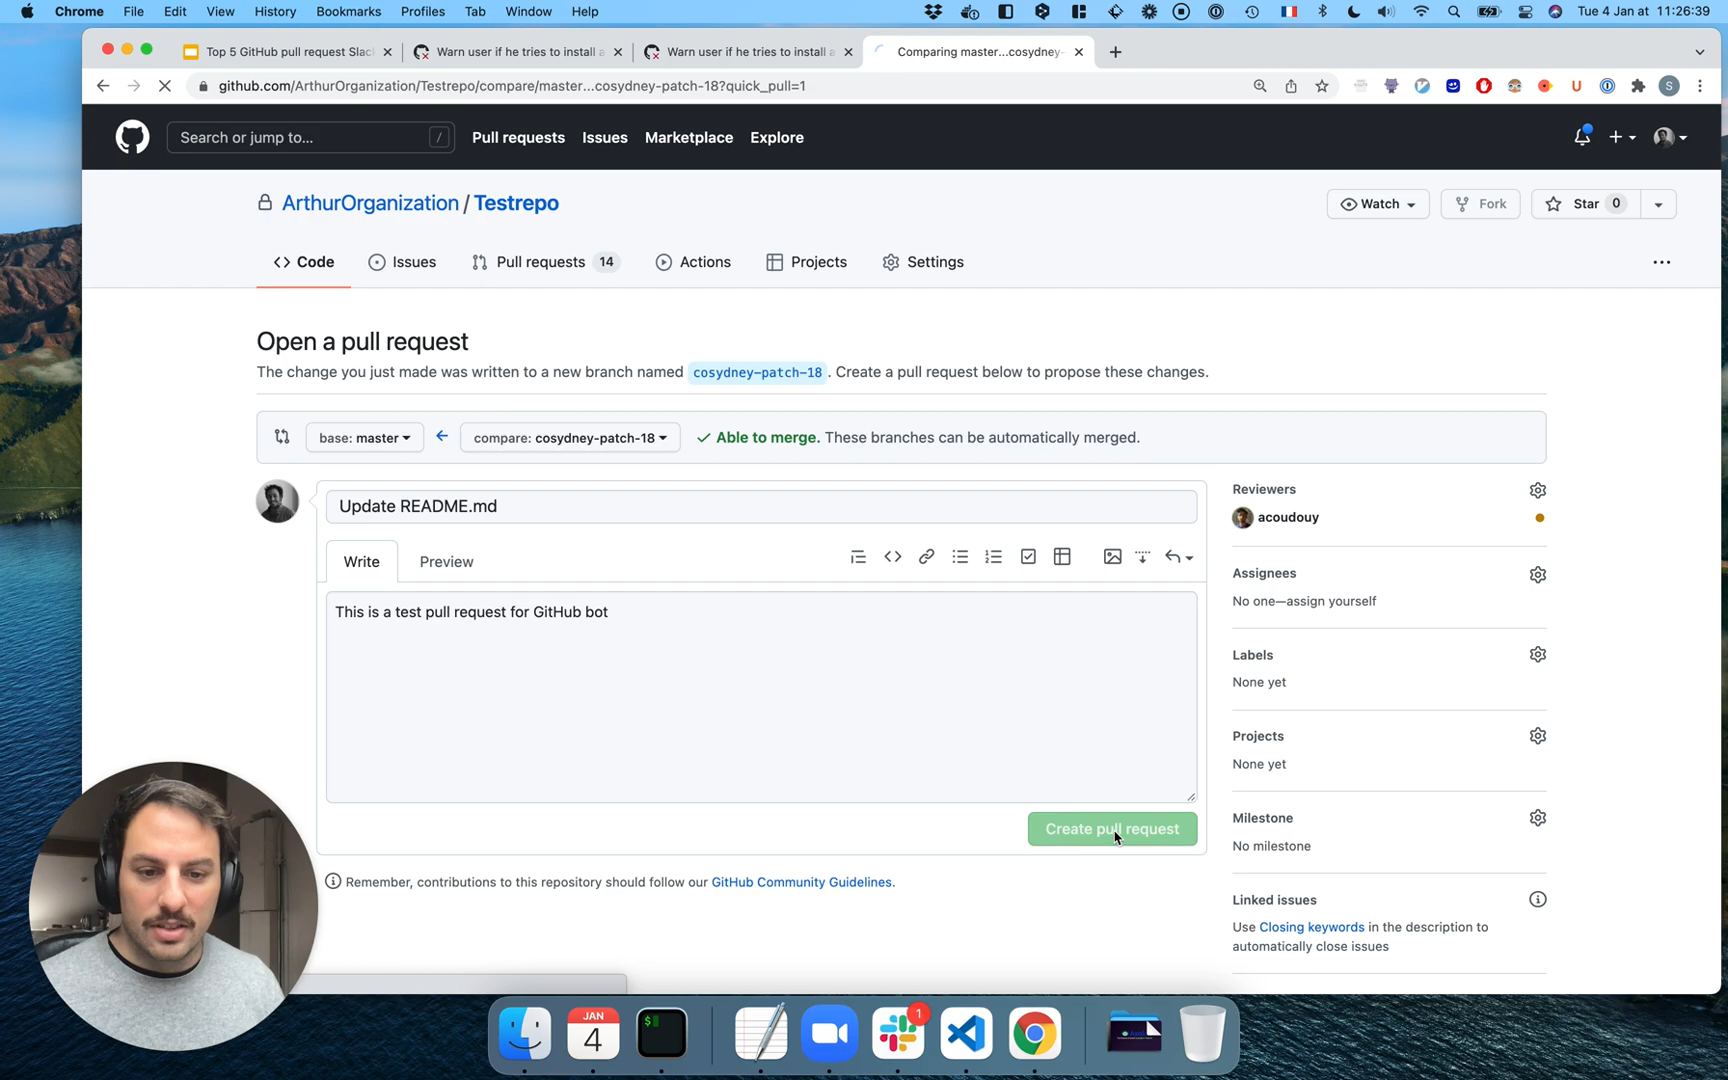 Chrome File Edit View History Bookmarks Profiles Tab Window Help Tue 4 Jan at 11:26:39
Top 5 GitHub pull request Slac Warn user if he tries to install a Warn user if he tries to install a Comparing master...cosydney-
github.com/ArthurOrganization/Testrepo/compare/master...cosydney-patch-18?quick_pull=1 S
Search or jump to... / Pull requests Issues Marketplace Explore
ArthurOrganization / Testrepo Watch Fork Star 0
Code Issues Pull requests 14 Actions Projects Settings
Open a pull request
The change you just made was written to a new branch named cosydney-patch-18 . Create a pull request below to propose these changes.
base: master compare: cosydney-patch-18 Able to merge. These branches can be automatically merged.
Update README.md
Write Preview
This is a test pull request for GitHub bot
Create pull request
Remember, contributions to this repository should follow our GitHub Community Guidelines.
Reviewers
acoudouy
Assignees
No one—assign yourself
Labels
None yet
Projects
None yet
Milestone
No milestone
Linked issues
Use Closing keywords in the description to
automatically close issues
JAN
4
$
1